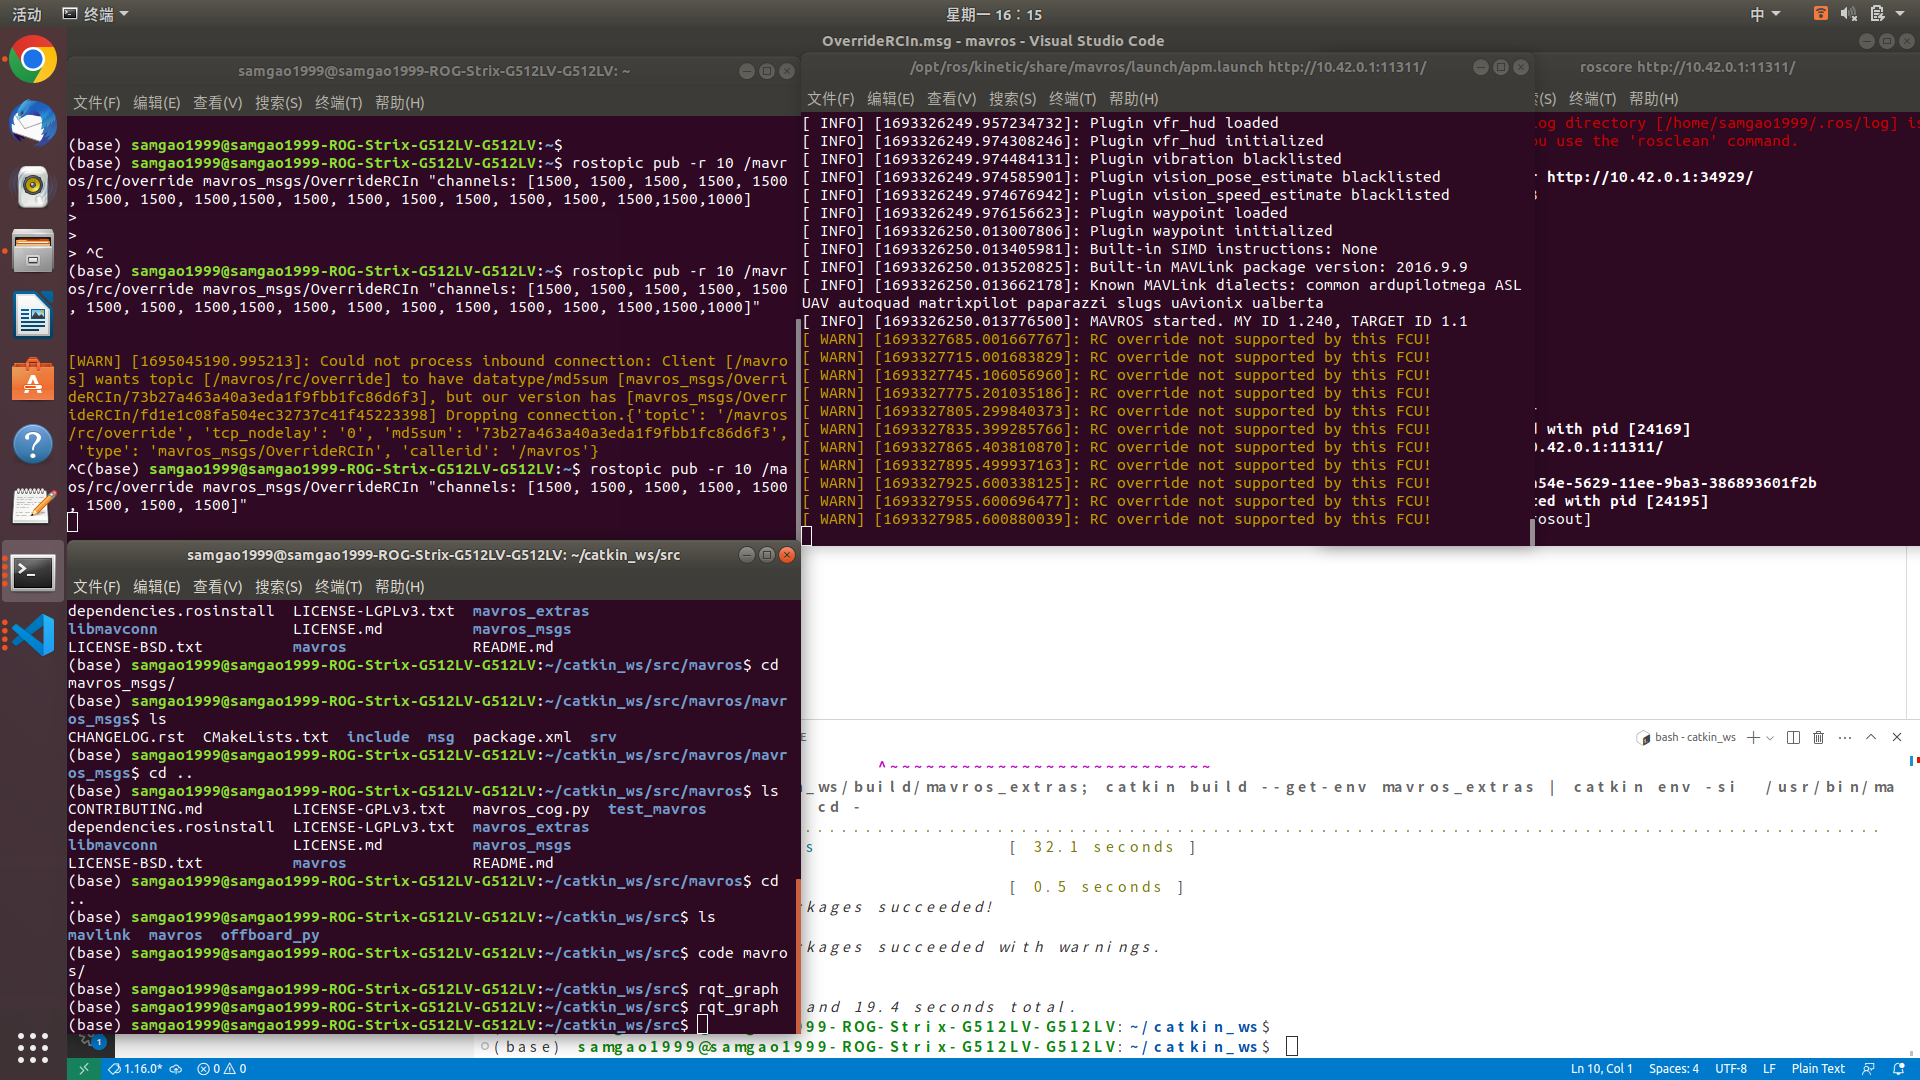 活动
终端
星期一 16：15
中
OverrideRCIn.msg - mavros - Visual Studio Code
samgao1999@samgao1999-ROG-Strix-G512LV-G512LV: ~
文件(F) 编辑(E) 查看(V) 搜索(S) 终端(T) 帮助(H)
(base) samgao1999@samgao1999-ROG-Strix-G512LV-G512LV:~$
(base) samgao1999@samgao1999-ROG-Strix-G512LV-G512LV:~$ rostopic pub -r 10 /mavr
os/rc/override mavros_msgs/OverrideRCIn "channels: [1500, 1500, 1500, 1500, 1500
, 1500, 1500, 1500,1500, 1500, 1500, 1500, 1500, 1500, 1500,1500,1000]
>
>
> ^C
(base) samgao1999@samgao1999-ROG-Strix-G512LV-G512LV:~$ rostopic pub -r 10 /mavr
os/rc/override mavros_msgs/OverrideRCIn "channels: [1500, 1500, 1500, 1500, 1500
, 1500, 1500, 1500,1500, 1500, 1500, 1500, 1500, 1500, 1500,1500,1000]"
[WARN] [1695045190.995213]: Could not process inbound connection: Client [/mavro
s] wants topic [/mavros/rc/override] to have datatype/md5sum [mavros_msgs/Overri
deRCIn/73b27a463a40a3eda1f9fbb1fc86d6f3], but our version has [mavros_msgs/Overr
ideRCIn/fd1e1c08fa504ec32737c41f45223398] Dropping connection.{'topic': '/mavros
/rc/override', 'tcp_nodelay': '0', 'md5sum': '73b27a463a40a3eda1f9fbb1fc86d6f3',
'type': 'mavros_msgs/OverrideRCIn', 'callerid': '/mavros'}
^C(base) samgao1999@samgao1999-ROG-Strix-G512LV-G512LV:~$ rostopic pub -r 10 /ma
os/rc/override mavros_msgs/OverrideRCIn "channels: [1500, 1500, 1500, 1500, 1500
, 1500, 1500, 1500]"
/opt/ros/kinetic/share/mavros/launch/apm.launch http://10.42.0.1:11311/
文件(F) 编辑(E) 查看(V) 搜索(S) 终端(T) 帮助(H)
[ INFO] [1693326249.957234732]: Plugin vfr_hud loaded
[ INFO] [1693326249.974308246]: Plugin vfr_hud initialized
[ INFO] [1693326249.974484131]: Plugin vibration blacklisted
[ INFO] [1693326249.974585901]: Plugin vision_pose_estimate blacklisted
[ INFO] [1693326249.974676942]: Plugin vision_speed_estimate blacklisted
[ INFO] [1693326249.976156623]: Plugin waypoint loaded
[ INFO] [1693326250.013007806]: Plugin waypoint initialized
[ INFO] [1693326250.013405981]: Built-in SIMD instructions: None
[ INFO] [1693326250.013520825]: Built-in MAVLink package version: 2016.9.9
[ INFO] [1693326250.013662178]: Known MAVLink dialects: common ardupilotmega ASL
UAV autoquad matrixpilot paparazzi slugs uAvionix ualberta
[ INFO] [1693326250.013776500]: MAVROS started. MY ID 1.240, TARGET ID 1.1
[ WARN] [1693327685.001667767]: RC override not supported by this FCU!
[ WARN] [1693327715.001683829]: RC override not supported by this FCU!
[ WARN] [1693327745.106056960]: RC override not supported by this FCU!
[ WARN] [1693327775.201035186]: RC override not supported by this FCU!
[ WARN] [1693327805.299840373]: RC override not supported by this FCU!
[ WARN] [1693327835.399285766]: RC override not supported by this FCU!
[ WARN] [1693327865.403810870]: RC override not supported by this FCU!
[ WARN] [1693327895.499937163]: RC override not supported by this FCU!
[ WARN] [1693327925.600338125]: RC override not supported by this FCU!
[ WARN] [1693327955.600696477]: RC override not supported by this FCU!
[ WARN] [1693327985.600880039]: RC override not supported by this FCU!
roscore http://10.42.0.1:11311/
(S) 终端(T) 帮助(H)
og directory [/home/samgao1999/.ros/log] is
ou use the 'rosclean' command.
http://10.42.0.1:34929/
with pid [24169]
.42.0.1:11311/
a54e-5629-11ee-9ba3-386893601f2b
ted with pid [24195]
osout]
samgao1999@samgao1999-ROG-Strix-G512LV-G512LV: ~/catkin_ws/src
文件(F) 编辑(E) 查看(V) 搜索(S) 终端(T) 帮助(H)
dependencies.rosinstall LICENSE-LGPLv3.txt mavros_extras
libmavconn LICENSE.md mavros_msgs
LICENSE-BSD.txt mavros README.md
(base) samgao1999@samgao1999-ROG-Strix-G512LV-G512LV:~/catkin_ws/src/mavros$ cd
mavros_msgs/
(base) samgao1999@samgao1999-ROG-Strix-G512LV-G512LV:~/catkin_ws/src/mavros/mavr
os_msgs$ ls
CHANGELOG.rst CMakeLists.txt include msg package.xml srv
(base) samgao1999@samgao1999-ROG-Strix-G512LV-G512LV:~/catkin_ws/src/mavros/mavr
os_msgs$ cd ..
(base) samgao1999@samgao1999-ROG-Strix-G512LV-G512LV:~/catkin_ws/src/mavros$ ls
CONTRIBUTING.md LICENSE-GPLv3.txt mavros_cog.py test_mavros
dependencies.rosinstall LICENSE-LGPLv3.txt mavros_extras
libmavconn LICENSE.md mavros_msgs
LICENSE-BSD.txt mavros README.md
(base) samgao1999@samgao1999-ROG-Strix-G512LV-G512LV:~/catkin_ws/src/mavros$ cd
..
(base) samgao1999@samgao1999-ROG-Strix-G512LV-G512LV:~/catkin_ws/src$ ls
mavlink mavros offboard_py
(base) samgao1999@samgao1999-ROG-Strix-G512LV-G512LV:~/catkin_ws/src$ code mavro
s/
(base) samgao1999@samgao1999-ROG-Strix-G512LV-G512LV:~/catkin_ws/src$ rqt_graph
(base) samgao1999@samgao1999-ROG-Strix-G512LV-G512LV:~/catkin_ws/src$ rqt_graph
(base) samgao1999@samgao1999-ROG-Strix-G512LV-G512LV:~/catkin_ws/src$
bash - catkin_ws
^~~~~~~~~~~~~~~~~~~~~~~~~~~~
_ws/build/mavros_extras; catkin build --get-env mavros_extras | catkin env -si /usr/bin/ma
cd -
s [ 32.1 seconds ]
[ 0.5 seconds ]
kages succeeded!
kages succeeded with warnings.
and 19.4 seconds total.
99-ROG-Strix-G512LV-G512LV:~/catkin_ws$
(base) samgao1999@samgao1999-ROG-Strix-G512LV-G512LV:~/catkin_ws$
1
1.16.0*
0 0
Ln 10, Col 1 Spaces: 4 UTF-8 LF Plain Text